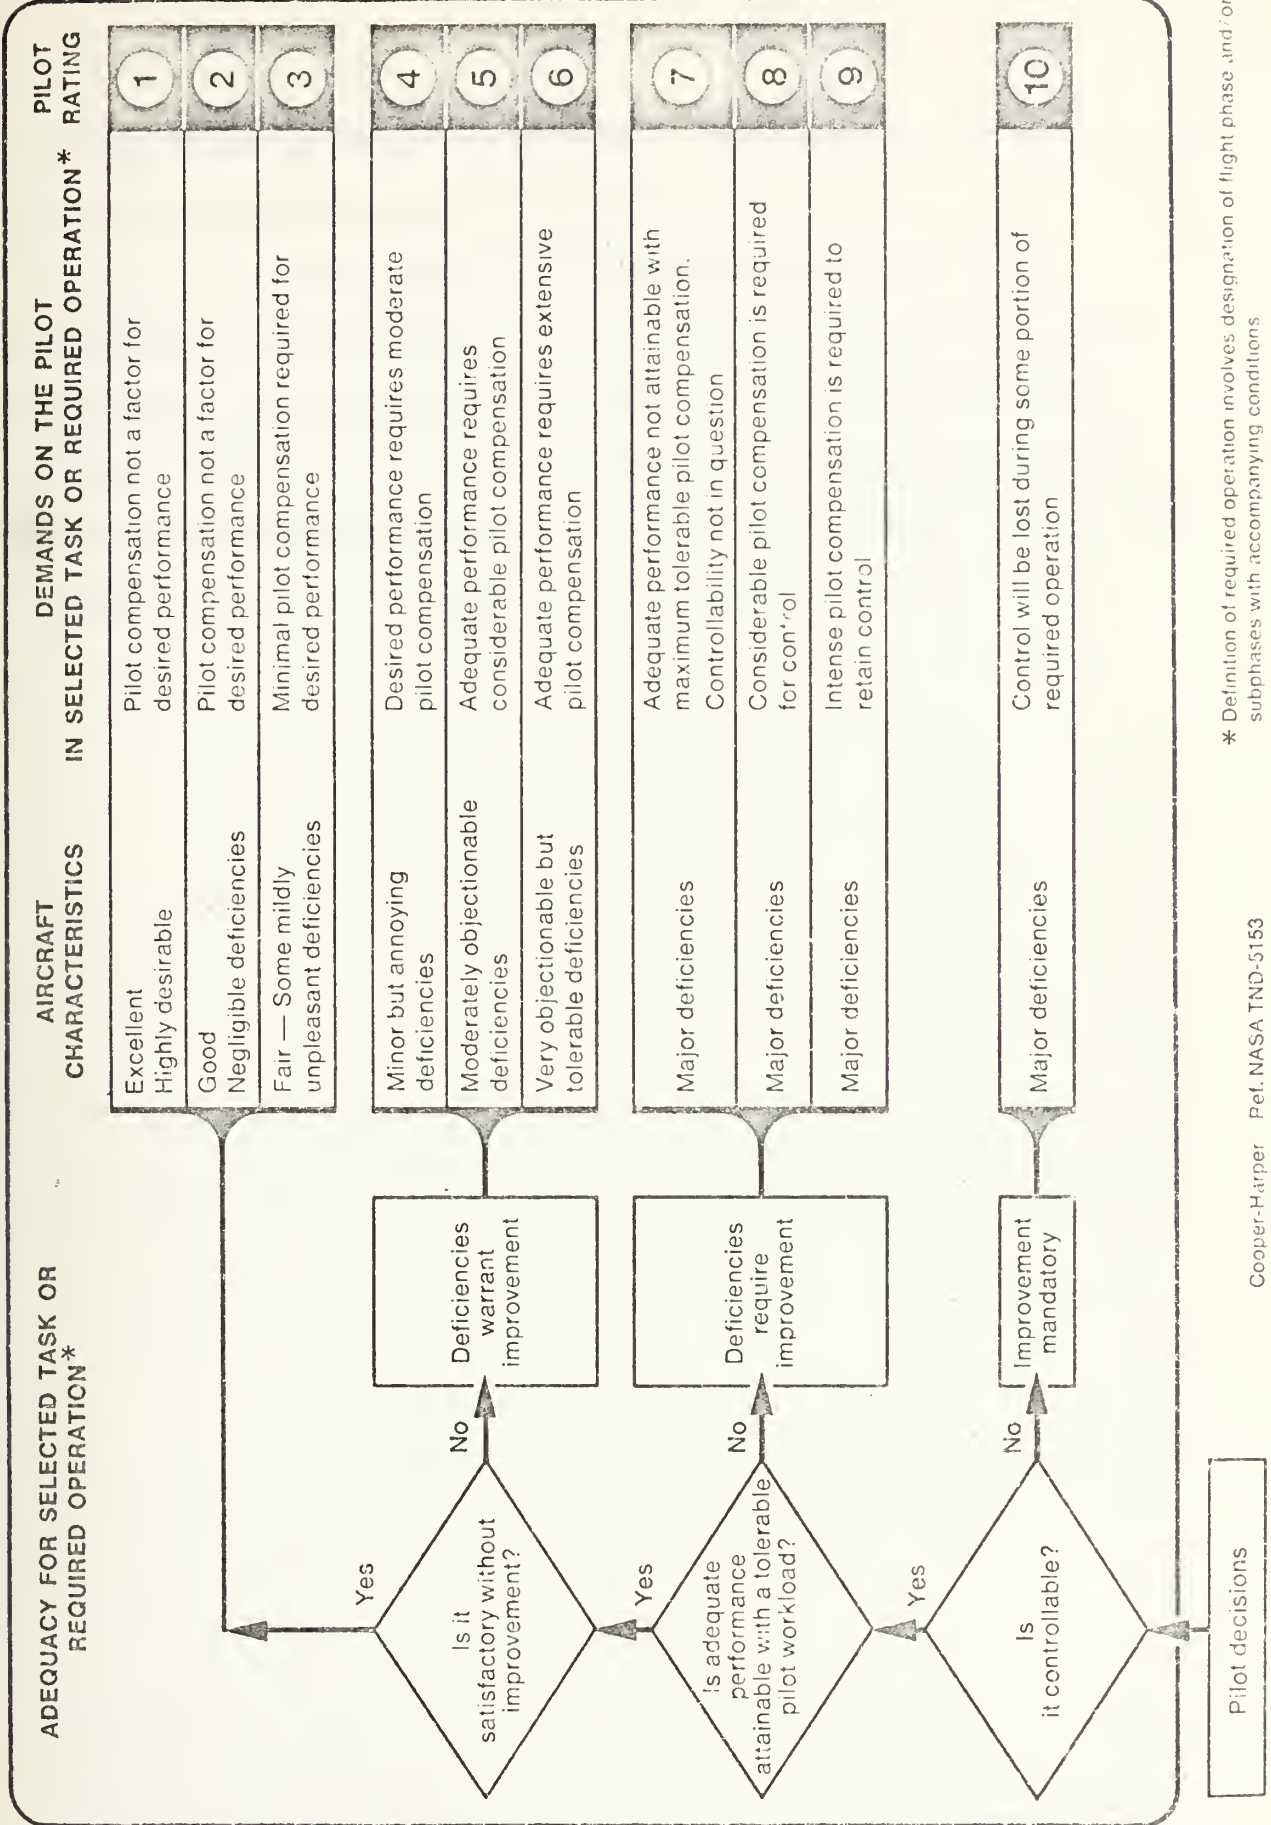 ADEQUACY FOR SELECTED TASK OR
REQUIRED OPERATION*
AIRCRAFT
CHARACTERISTICS
DEMANDS ON THE PILOT
IN SELECTED TASK OR REQUIRED OPERATION*
PILOT
RATING
Excellent
Highly desirable
Pilot compensation not a factor for
desired performance
1
Good
Negligible deficiencies
Pilot compensation not a factor for
desired performance
2
Fair — Some mildly
unpleasant deficiencies
Minimal pilot compensation required for
desired performance
3
Yes
Is it
satisfactory without
improvement?
No
Deficiencies
warrant
improvement
Minor but annoying
deficiencies
Desired performance requires moderate
pilot compensation
4
Moderately objectionable
deficiencies
Adequate performance requires
considerable pilot compensation
5
Very objectionable but
tolerable deficiencies
Adequate performance requires extensive
pilot compensation
6
Yes
Is adequate
performance
attainable with a tolerable
pilot workload?
No
Deficiencies
require
improvement
Major deficiencies
Adequate performance not attainable with
maximum tolerable pilot compensation.
Controllability not in question
7
Major deficiencies
Considerable pilot compensation is required
for control
8
Major deficiencies
Intense pilot compensation is required to
retain control
9
Yes
Is
it controllable?
No
Improvement
mandatory
Major deficiencies
Control will be lost during some portion of
required operation
10
Pilot decisions
Cooper-Harper Ref. NASA TND-5153
* Definition of required operation involves designation of flight phase and/or
subphases with accompanying conditions